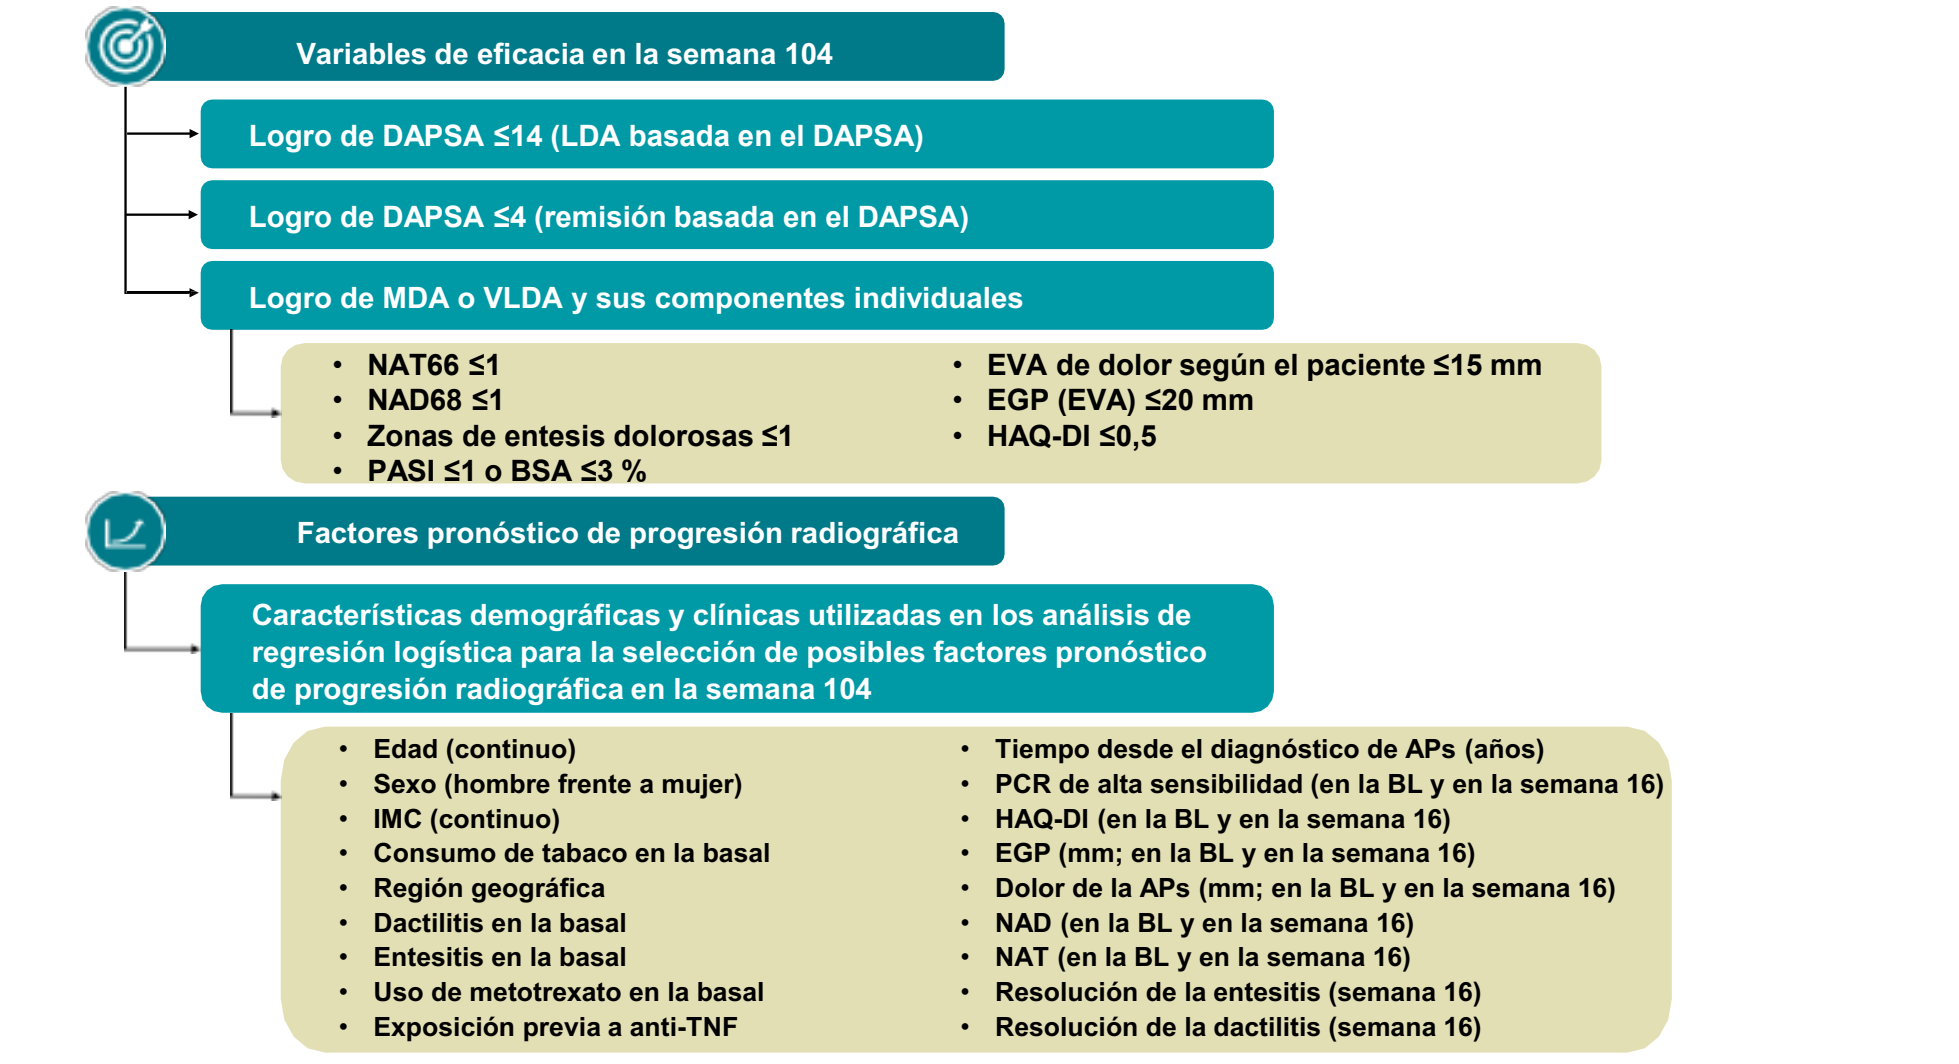 Variables de eficacia en la semana 104
Logro de DAPSA ≤14 (LDA basada en el DAPSA)
Logro de DAPSA ≤4 (remisión basada en el DAPSA)
Logro de MDA o VLDA y sus componentes individuales
• NAT66 ≤1
• NAD68 ≤1
• Zonas de entesis dolorosas ≤1
• PASI ≤1 o BSA ≤3 %
• EVA de dolor según el paciente ≤15 mm
• EGP (EVA) ≤20 mm
• HAQ-DI ≤0,5
Factores pronóstico de progresión radiográfica
Características demográficas y clínicas utilizadas en los análisis de
regresión logística para la selección de posibles factores pronóstico
de progresión radiográfica en la semana 104
• Edad (continuo)
• Sexo (hombre frente a mujer)
• IMC (continuo)
• Consumo de tabaco en la basal
• Región geográfica
• Dactilitis en la basal
• Entesitis en la basal
• Uso de metotrexato en la basal
• Exposición previa a anti-TNF
• Tiempo desde el diagnóstico de APs (años)
• PCR de alta sensibilidad (en la BL y en la semana 16)
• HAQ-DI (en la BL y en la semana 16)
• EGP (mm; en la BL y en la semana 16)
• Dolor de la APs (mm; en la BL y en la semana 16)
• NAD (en la BL y en la semana 16)
• NAT (en la BL y en la semana 16)
• Resolución de la entesitis (semana 16)
• Resolución de la dactilitis (semana 16)